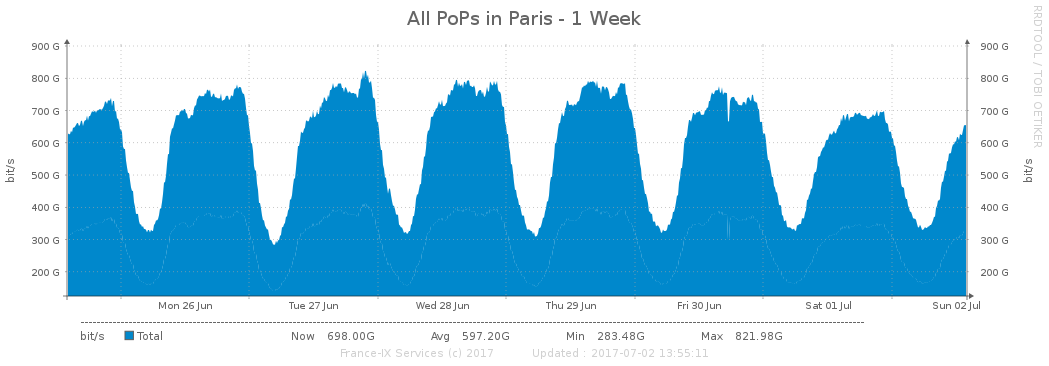 All PoPs in Paris - 1 Week
RRDTOOL / TOBI OETIKER
900 G 900 G
800 G 800 G
700 G 700 G
600 G 600 G
500 G 500 G
400 G 400 G
300 G 300 G
200 G 200 G
bit/s bit/s
Mon 26 Jun Tue 27 Jun Wed 28 Jun Thu 29 Jun Fri 30 Jun Sat 01 Jul Sun 02 Jul
bit/s Total Now 698.00G Avg 597.20G Min 283.48G Max 821.98G
France-IX Services (c) 2017 Updated : 2017-07-02 13:55:11